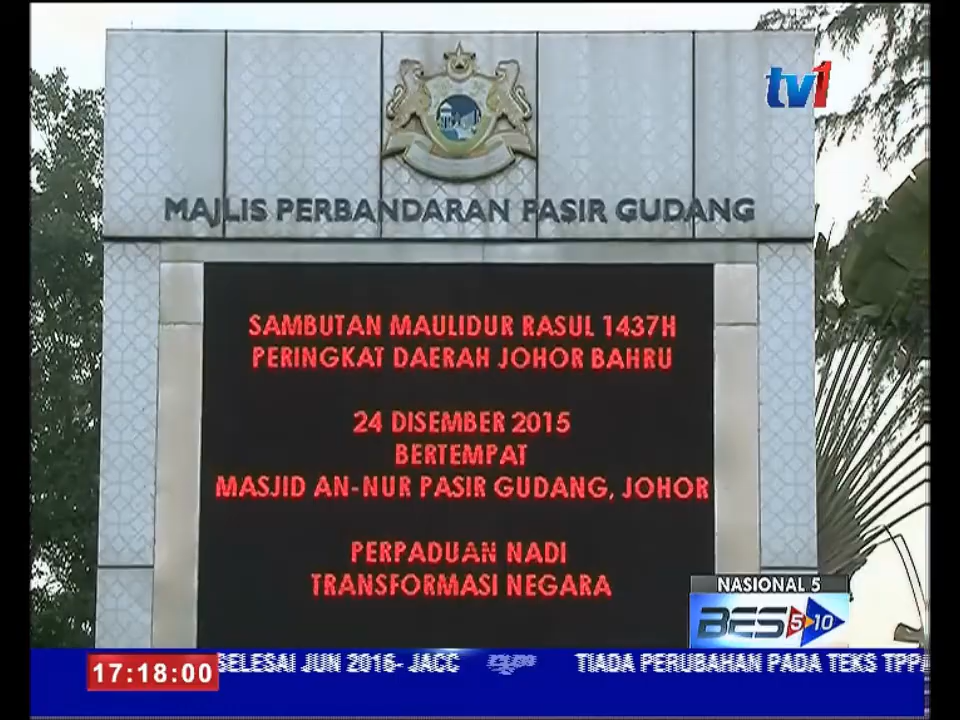 tv1
MAJLIS PERBANDARAN PASIR GUDANG
SAMBUTAN MAULIDUR RASUL 1437H
PERINGKAT DAERAH JOHOR BAHRU
24 DISEMBER 2015
BERTEMPAT
MASJID AN-NUR PASIR GUDANG, JOHOR
PERPADUAN NADI
TRANSFORMASI NEGARA
NASIONAL 5
BES 5 10
17:18:00 SELESAI JUN 2016- JACC TIADA PERUBAHAN PADA TEKS TPPA